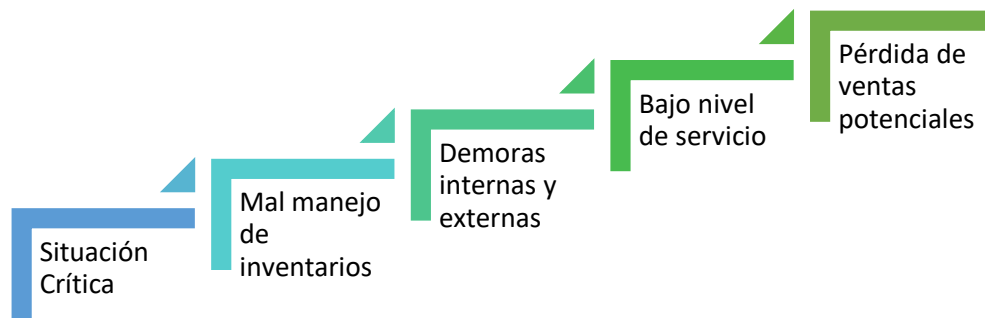 Situación
Crítica
Mal manejo
de
inventarios
Demoras
internas y
externas
Bajo nivel
de servicio
Pérdida de
ventas
potenciales